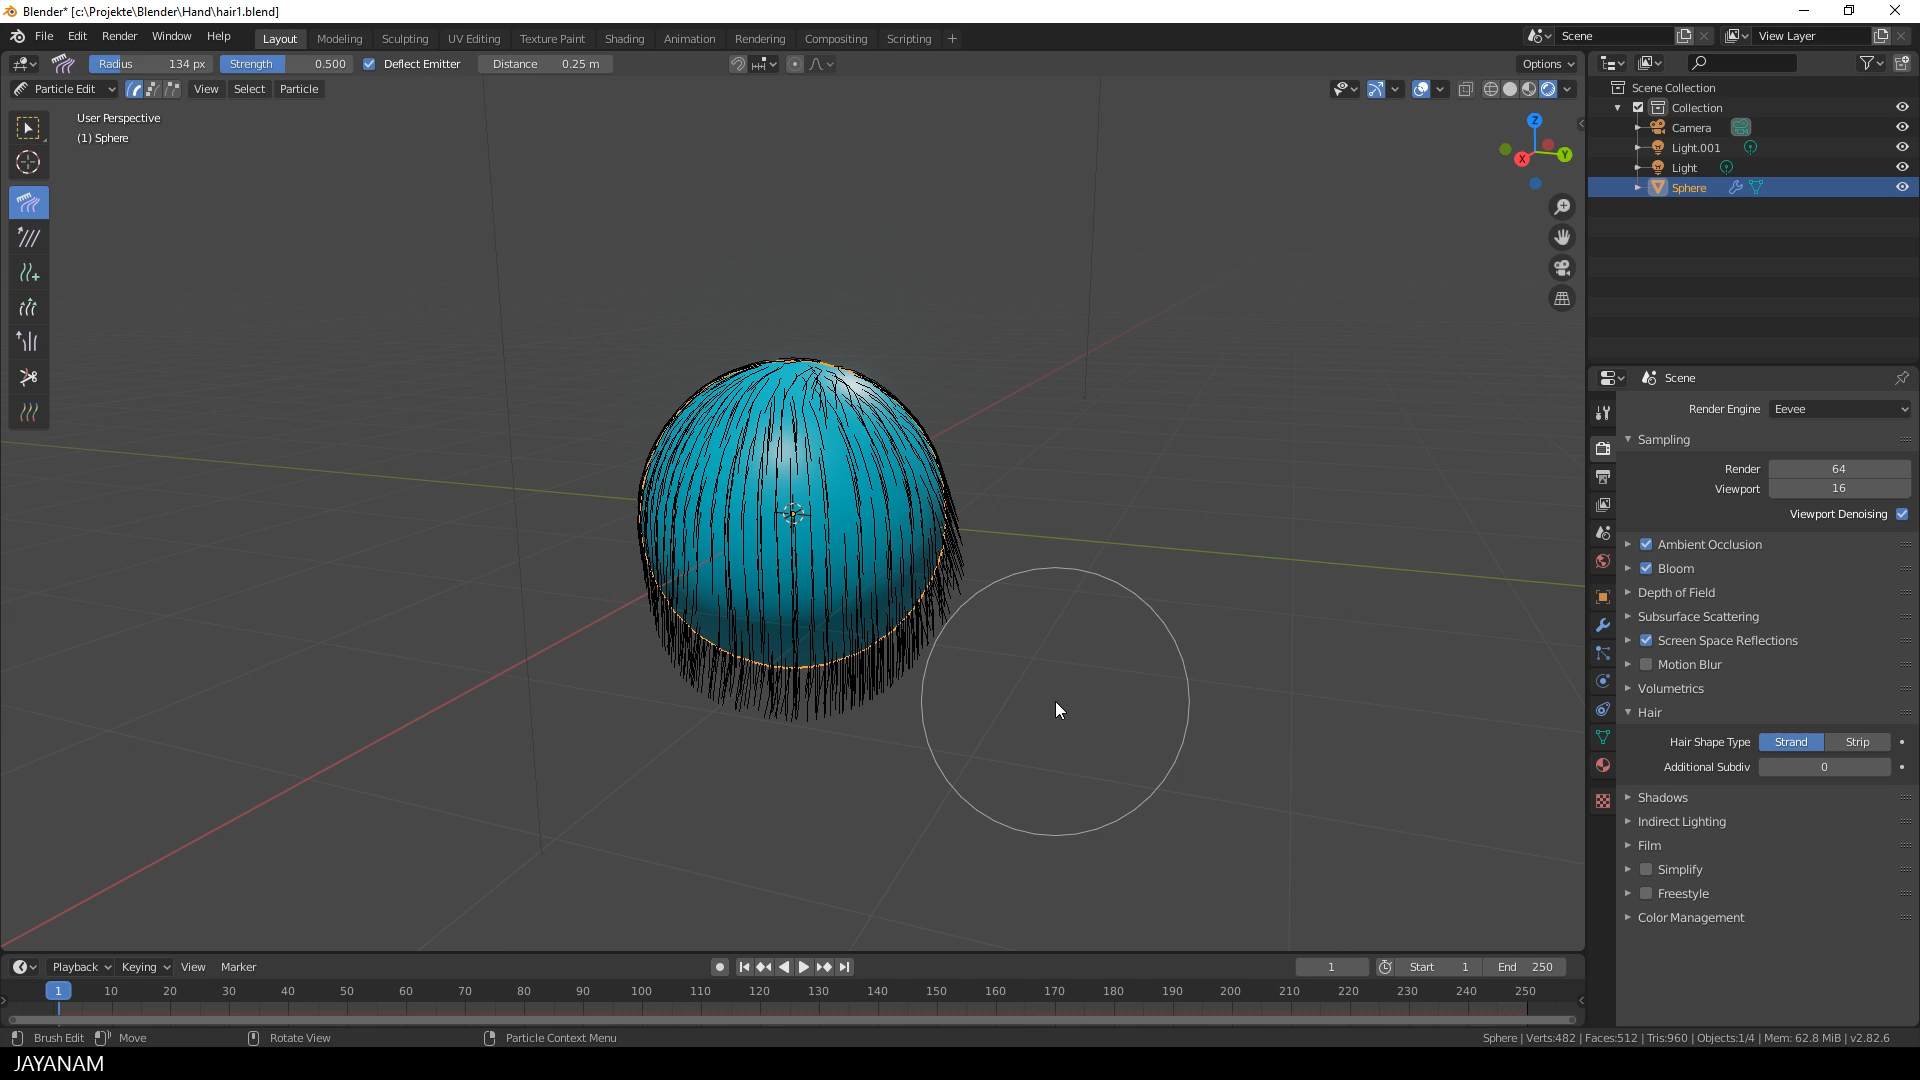 Blender* [c:\Projekte\Blender\Hand\hair1.blend]
File Edit Render Window Help Layout Modeling Sculpting UV Editing Texture Paint Shading Animation Rendering Compositing Scripting + Scene View Layer
Radius 134 px Strength 0.500 Deflect Emitter Distance 0.25 m Options
Particle Edit View Select Particle
User Perspective
(1) Sphere
Z
X
Y
Scene Collection
Collection
Camera
Light.001
Light
Sphere
Scene
Render Engine Eevee
Sampling
Render 64
Viewport 16
Viewport Denoising
Ambient Occlusion
Bloom
Depth of Field
Subsurface Scattering
Screen Space Reflections
Motion Blur
Volumetrics
Hair
Hair Shape Type Strand Strip
Additional Subdiv 0
Shadows
Indirect Lighting
Film
Simplify
Freestyle
Color Management
Playback Keying View Marker 1 Start 1 End 250
1 10 20 30 40 50 60 70 80 90 100 110 120 130 140 150 160 170 180 190 200 210 220 230 240 250
Brush Edit Move Rotate View Particle Context Menu Sphere | Verts:482 | Faces:512 | Tris:960 | Objects:1/4 | Mem: 62.8 MiB | v2.82.6
JAYANAM